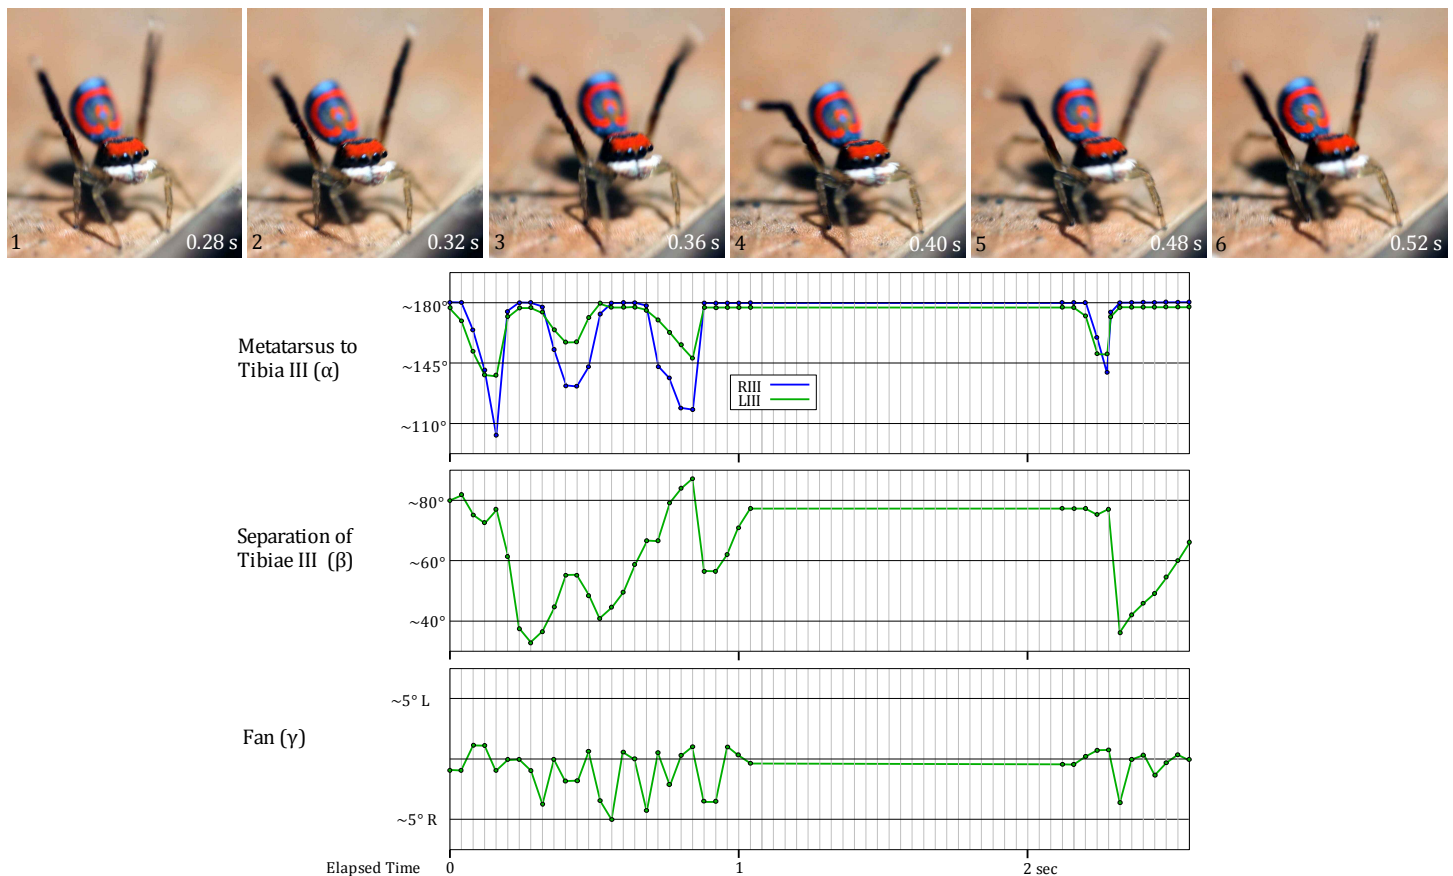 1 0.28 s
2 0.32 s
3 0.36 s
4 0.40 s
5 0.48 s
6 0.52 s
Metatarsus to
Tibia III (α)
~180°
~145°
~110°
RIII
LIII
Separation of
Tibiae III (β)
~80°
~60°
~40°
Fan (γ)
~5° L
~5° R
Elapsed Time 0 1 2 sec